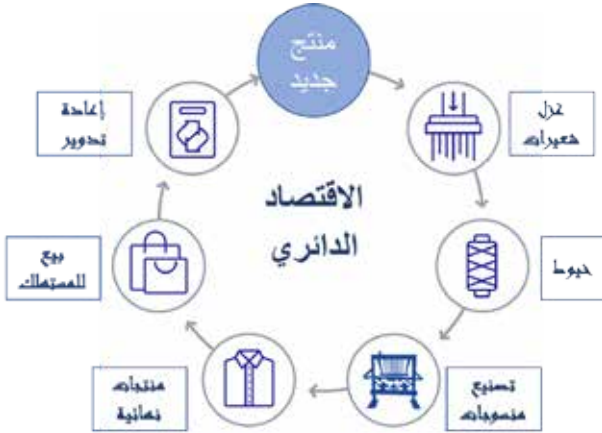 منتج
جديد
غزل
شعيرات
خيوط
تصنيع
منسوجات
منتجات
نهائية
بيع
للمستهلك
إعادة
تدوير
الاقتصاد
الدائري